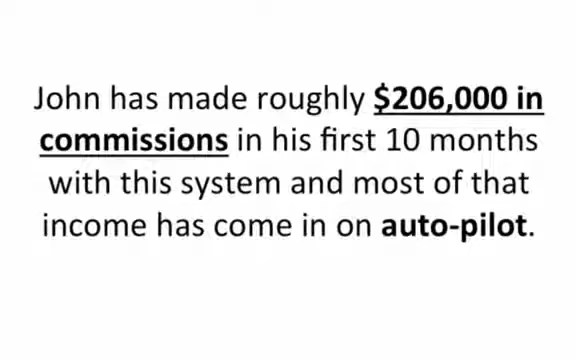 John has made roughly $206,000 in
commissions in his first 10 months
with this system and most of that
income has come in on auto-pilot.